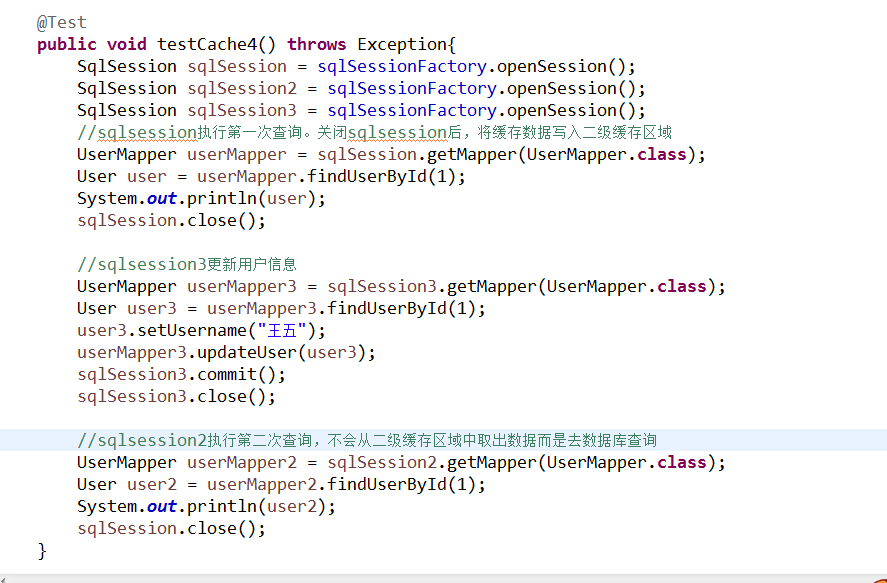 @Test
public void testCache4() throws Exception{
SqlSession sqlSession = sqlSessionFactory.openSession();
SqlSession sqlSession2 = sqlSessionFactory.openSession();
SqlSession sqlSession3 = sqlSessionFactory.openSession();
//sqlsession执行第一次查询。关闭sqlsession后，将缓存数据写入二级缓存区域
UserMapper userMapper = sqlSession.getMapper(UserMapper.class);
User user = userMapper.findUserById(1);
System.out.println(user);
sqlSession.close();
//sqlsession3更新用户信息
UserMapper userMapper3 = sqlSession3.getMapper(UserMapper.class);
User user3 = userMapper3.findUserById(1);
user3.setUsername("王五");
userMapper3.updateUser(user3);
sqlSession3.commit();
sqlSession3.close();
//sqlsession2执行第二次查询，不会从二级缓存区域中取出数据而是去数据库查询
UserMapper userMapper2 = sqlSession2.getMapper(UserMapper.class);
User user2 = userMapper2.findUserById(1);
System.out.println(user2);
sqlSession.close();
}